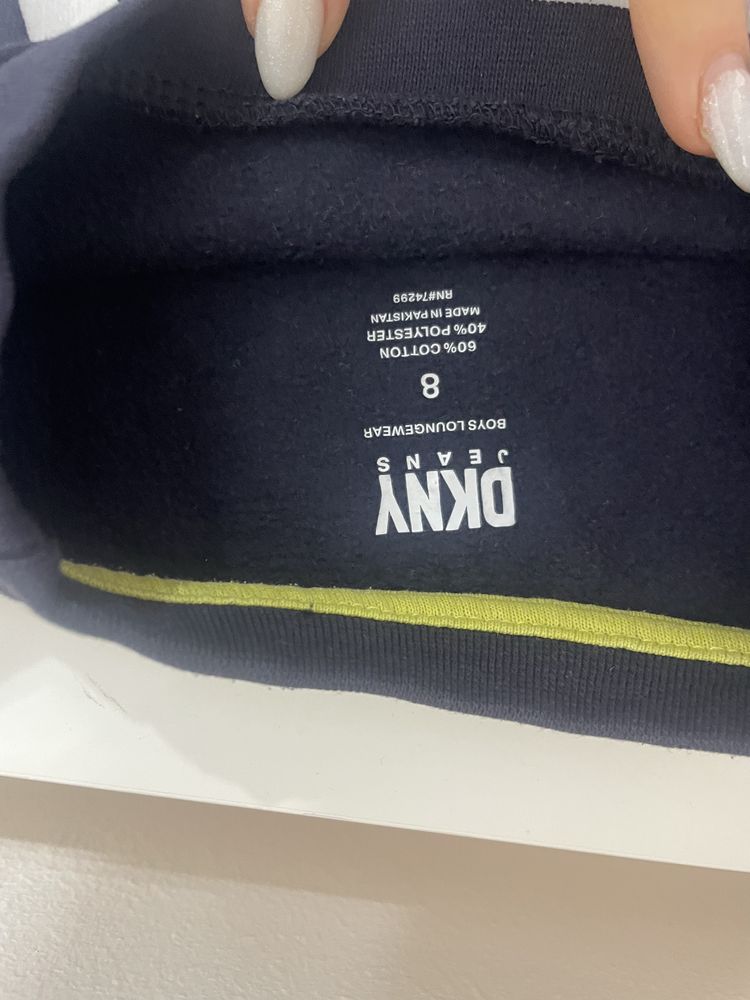 DKNY
JEANS
BOYS LOUNGEWEAR
8
60% COTTON
40% POLYESTER
MADE IN PAKISTAN
RN#74299